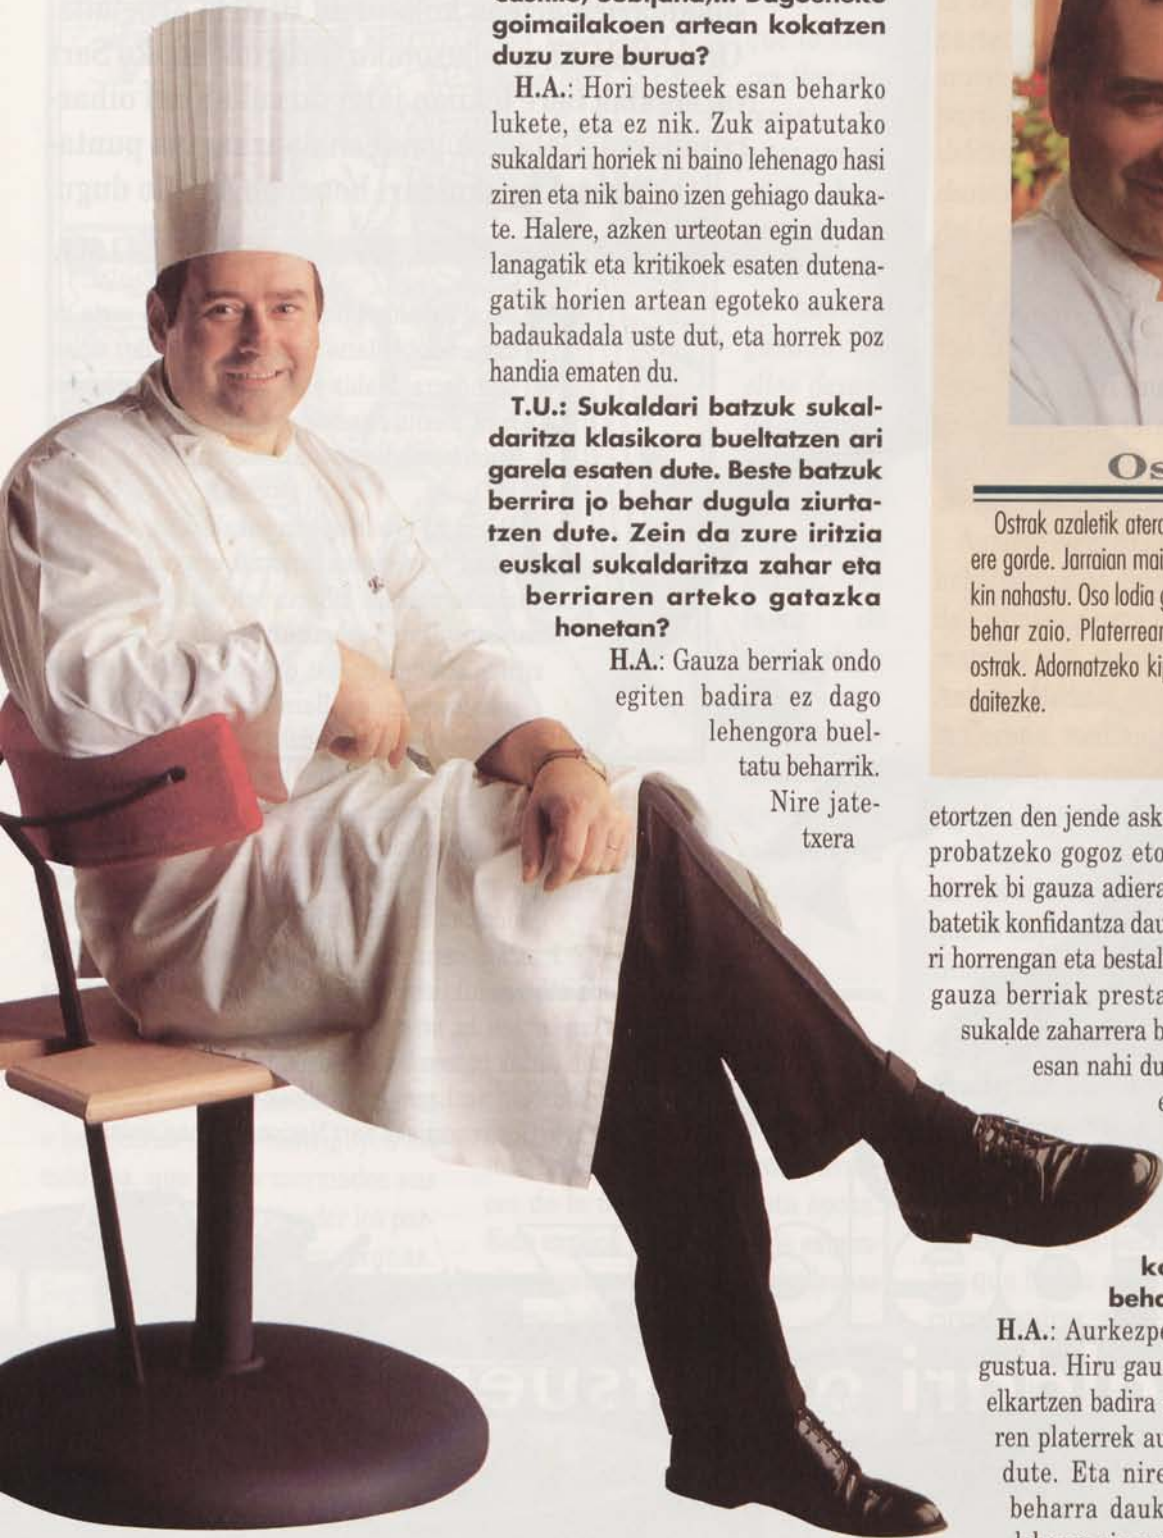 goimailakoen artean kokatzen
duzu zure burua?
H.A.: Hori besteek esan beharko
lukete, eta ez nik. Zuk aipatutako
sukaldari horiek ni baino lehenago hasi
ziren eta nik baino izen gehiago dauka-
te. Halere, azken urteotan egin dudan
lanagatik eta kritikoek esaten dutena-
gatik horien artean egoteko aukera
badaukadala uste dut, eta horrek poz
handia ematen du.
T.U.: Sukaldari batzuk sukal-
daritza klasikora bueltatzen ari
garela esaten dute. Beste batzuk
berrira jo behar dugula ziurta-
tzen dute. Zein da zure iritzia
euskal sukaldaritza zahar eta
berriaren arteko gatazka
honetan?
H.A.: Gauza berriak ondo
egiten badira ez dago
lehengora buel-
tatu beharrik.
Nire jate-
txera
Os
Ostrak azaletik atera
ere gorde. Jarraian mai
kin nahastu. Oso lodia g
behar zaio. Platerrean
ostrak. Adornatzeko ki
daitezke.
etortzen den jende ask
probatzeko gogoz eto
horrek bi gauza adiera
batetik konfidantza dau
ri horrengan eta bestal
gauza berriak presta
sukalde zaharrera b
esan nahi du
e
ka
beha
H.A.: Aurkezpe
gustua. Hiru gau
elkartzen badira
ren platerrek au
dute. Eta nire
beharra dauk